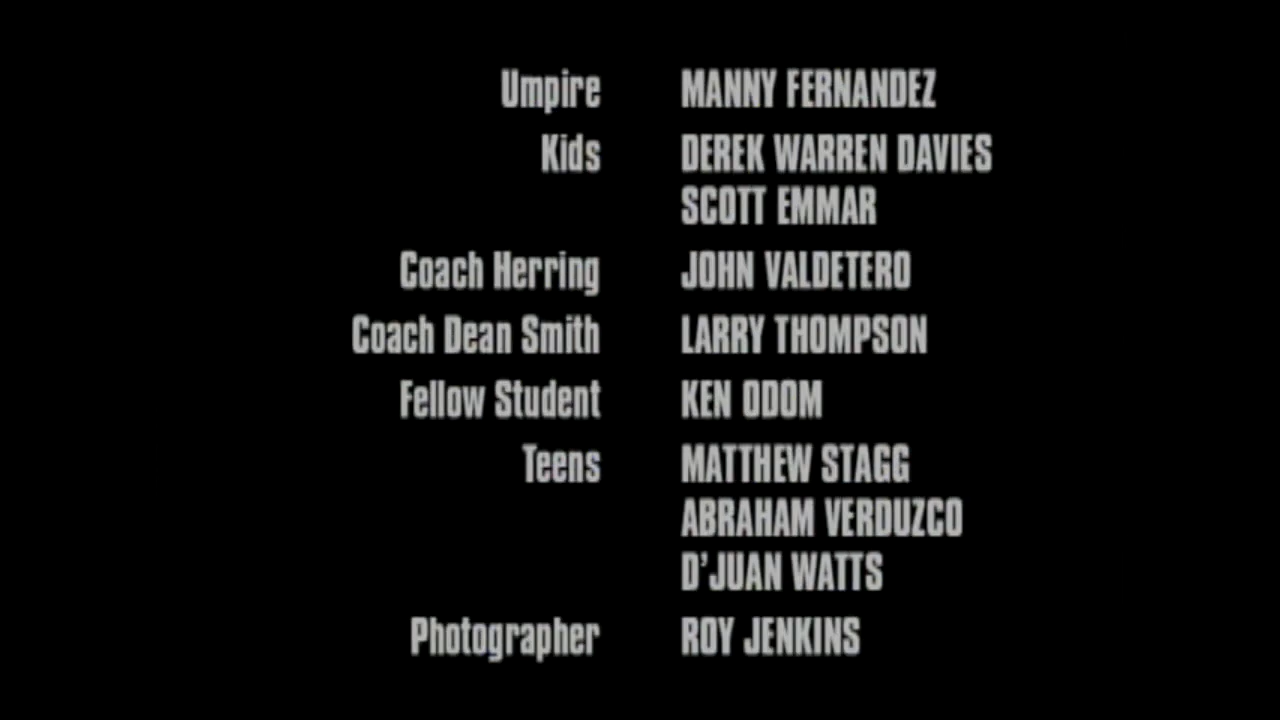 Umpire MANNY FERNANDEZ
Kids DEREK WARREN DAVIES
SCOTT EMMAR
Coach Herring JOHN VALDETERO
Coach Dean Smith LARRY THOMPSON
Fellow Student KEN ODOM
Teens MATTHEW STAGG
ABRAHAM VERDUZCO
D'JUAN WATTS
Photographer ROY JENKINS